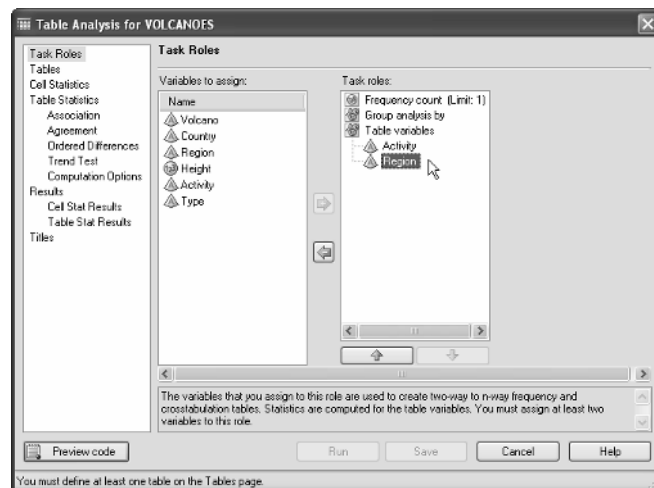 Table Analysis for VOLCANOES
Task Roles
Tables
Cell Statistics
Table Statistics
Association
Agreement
Ordered Differences
Trend Test
Computation Options
Results
Cell Stat Results
Table Stat Results
Titles
Task Roles
Variables to assign:
Name
Volcano
Country
Region
Height
Activity
Type
Task roles:
Frequency count (Limit: 1)
Group analysis by
Table variables
Activity
Region
The variables that you assign to this role are used to create two-way to n-way frequency and
crosstabulation tables. Statistics are computed for the table variables. You must assign at least two
variables to this role.
Preview code
Run
Save
Cancel
Help
You must define at least one table on the Tables page.